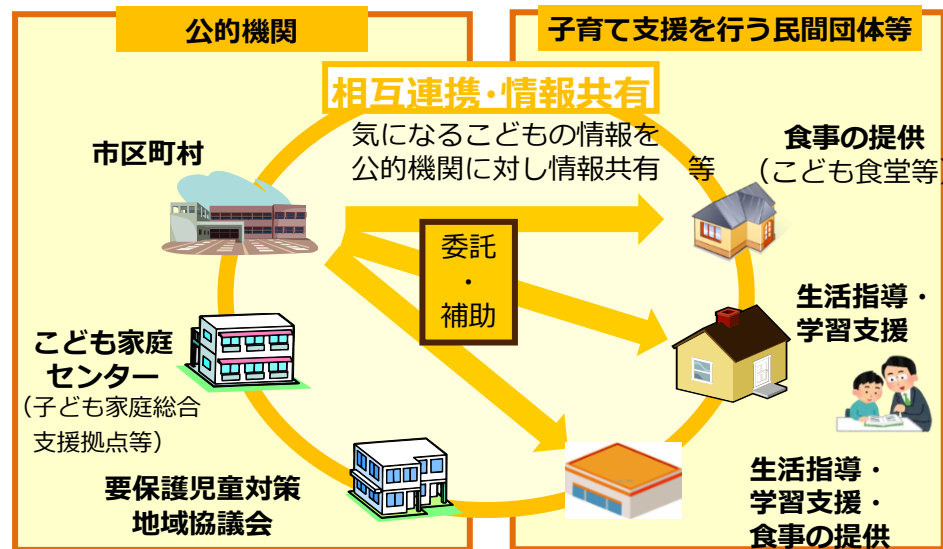 公的機関
子育て支援を行う民間団体等
相互連携・情報共有
気になるこどもの情報を
公的機関に対し情報共有　等
市区町村
食事の提供
（こども食堂等）
委託
・
補助
生活指導・
学習支援
こども家庭
センター
（子ども家庭総合
支援拠点等）
要保護児童対策
地域協議会
生活指導・
学習支援・
食事の提供